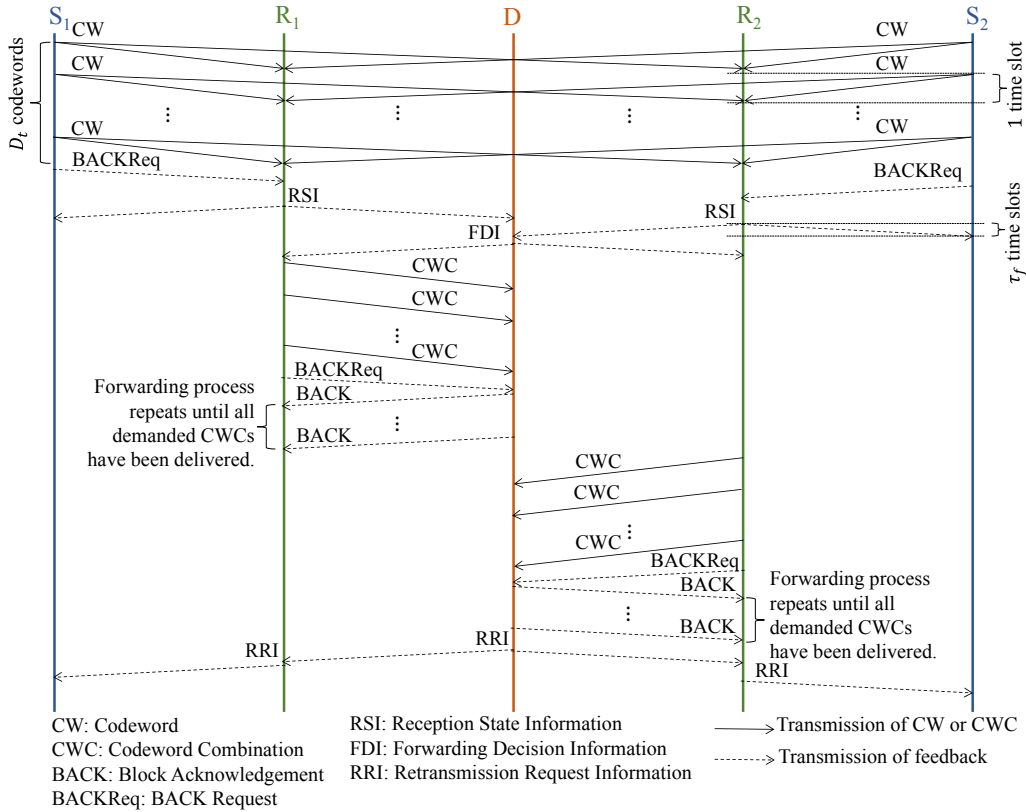 S₁ R₁ D R₂ S₂
CW CW
CW CW
Dₜ codewords
1 time slot
⋮ ⋮ ⋮ ⋮
CW CW
BACKReq
BACKReq
RSI
RSI
FDI
τ_f time slots
CWC
CWC
⋮
CWC
BACKReq
BACK
Forwarding process
repeats until all
demanded CWCs
have been delivered.
⋮
BACK
CWC
CWC
⋮
CWC
BACKReq
BACK
Forwarding process
repeats until all
demanded CWCs
have been delivered.
⋮
BACK
RRI
RRI
RRI
CW: Codeword
CWC: Codeword Combination
BACK: Block Acknowledgement
BACKReq: BACK Request
RSI: Reception State Information
FDI: Forwarding Decision Information
RRI: Retransmission Request Information
Transmission of CW or CWC
Transmission of feedback